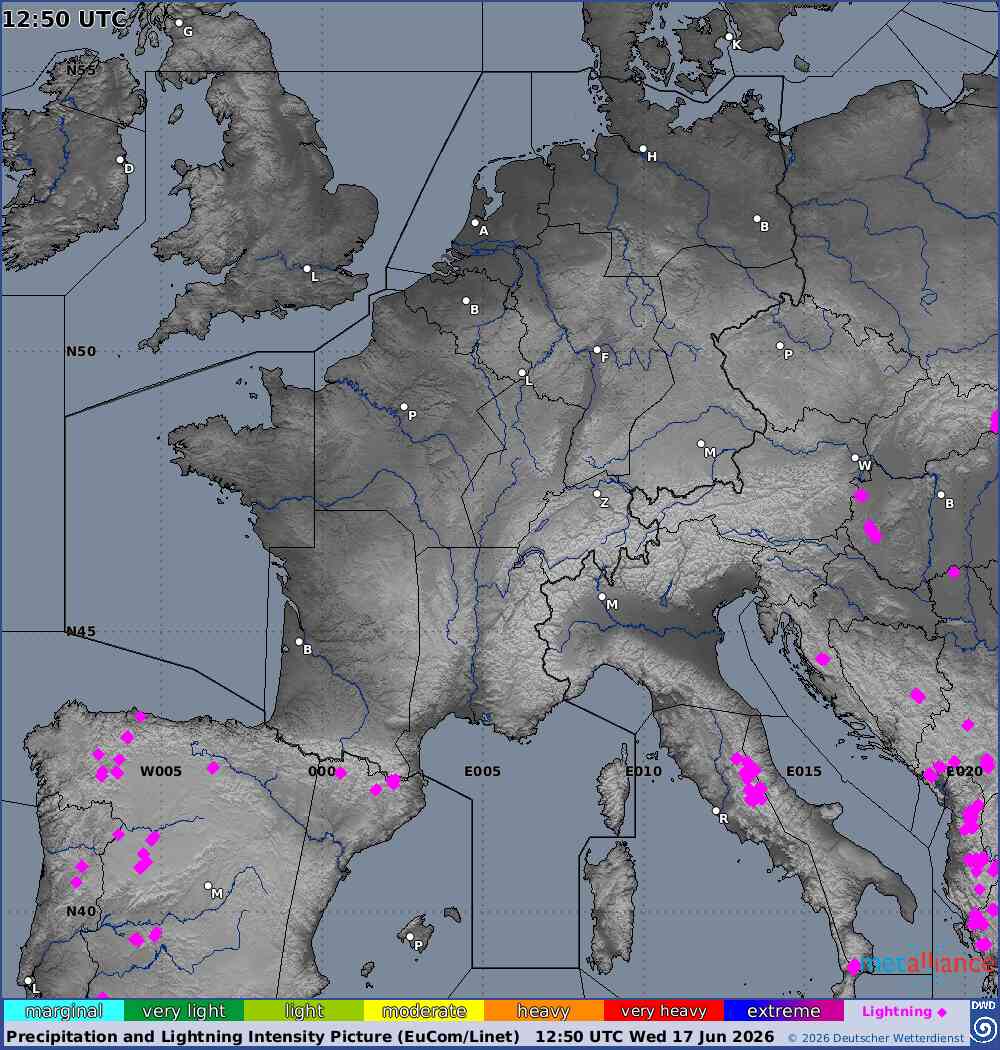 12:50 UTC
G
K
N55
D
H
A
B
L
B
N50
F
P
L
P
M
W
Z
B
M
N45
B
W005
000
E005
E010
E015
E020
R
M
N40
P
L
metalliance
marginal
very light
light
moderate
heavy
very heavy
extreme
Lightning
DWD
Precipitation and Lightning Intensity Picture (EuCom/Linet) 12:50 UTC Wed 17 Jun 2026 © 2026 Deutscher Wetterdienst